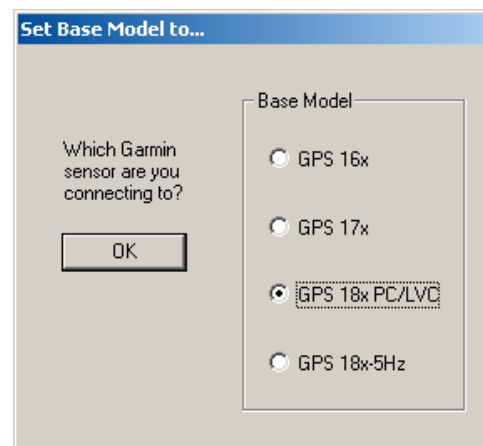 Set Base Model to...
Base Model
Which Garmin
sensor are you
connecting to?
OK
GPS 16x
GPS 17x
GPS 18x PC/LVC
GPS 18x-5Hz